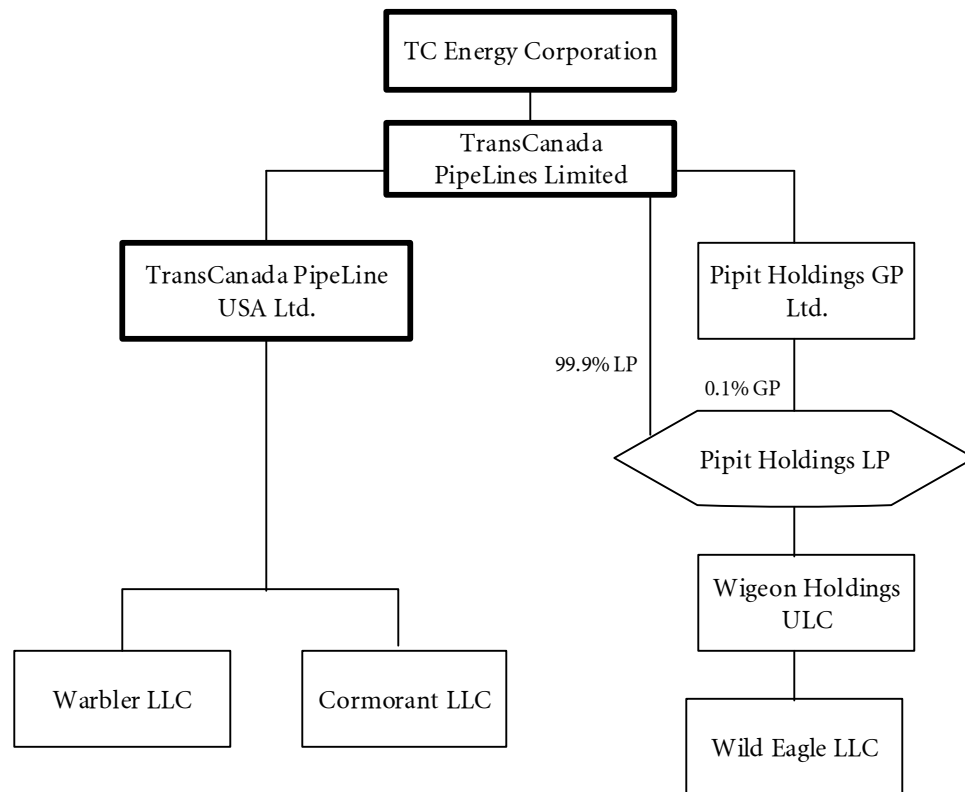 TC Energy Corporation
TransCanada
PipeLines Limited
TransCanada PipeLine
USA Ltd.
Pipit Holdings GP
Ltd.
99.9% LP
0.1% GP
Pipit Holdings LP
Wigeon Holdings
ULC
Warbler LLC
Cormorant LLC
Wild Eagle LLC